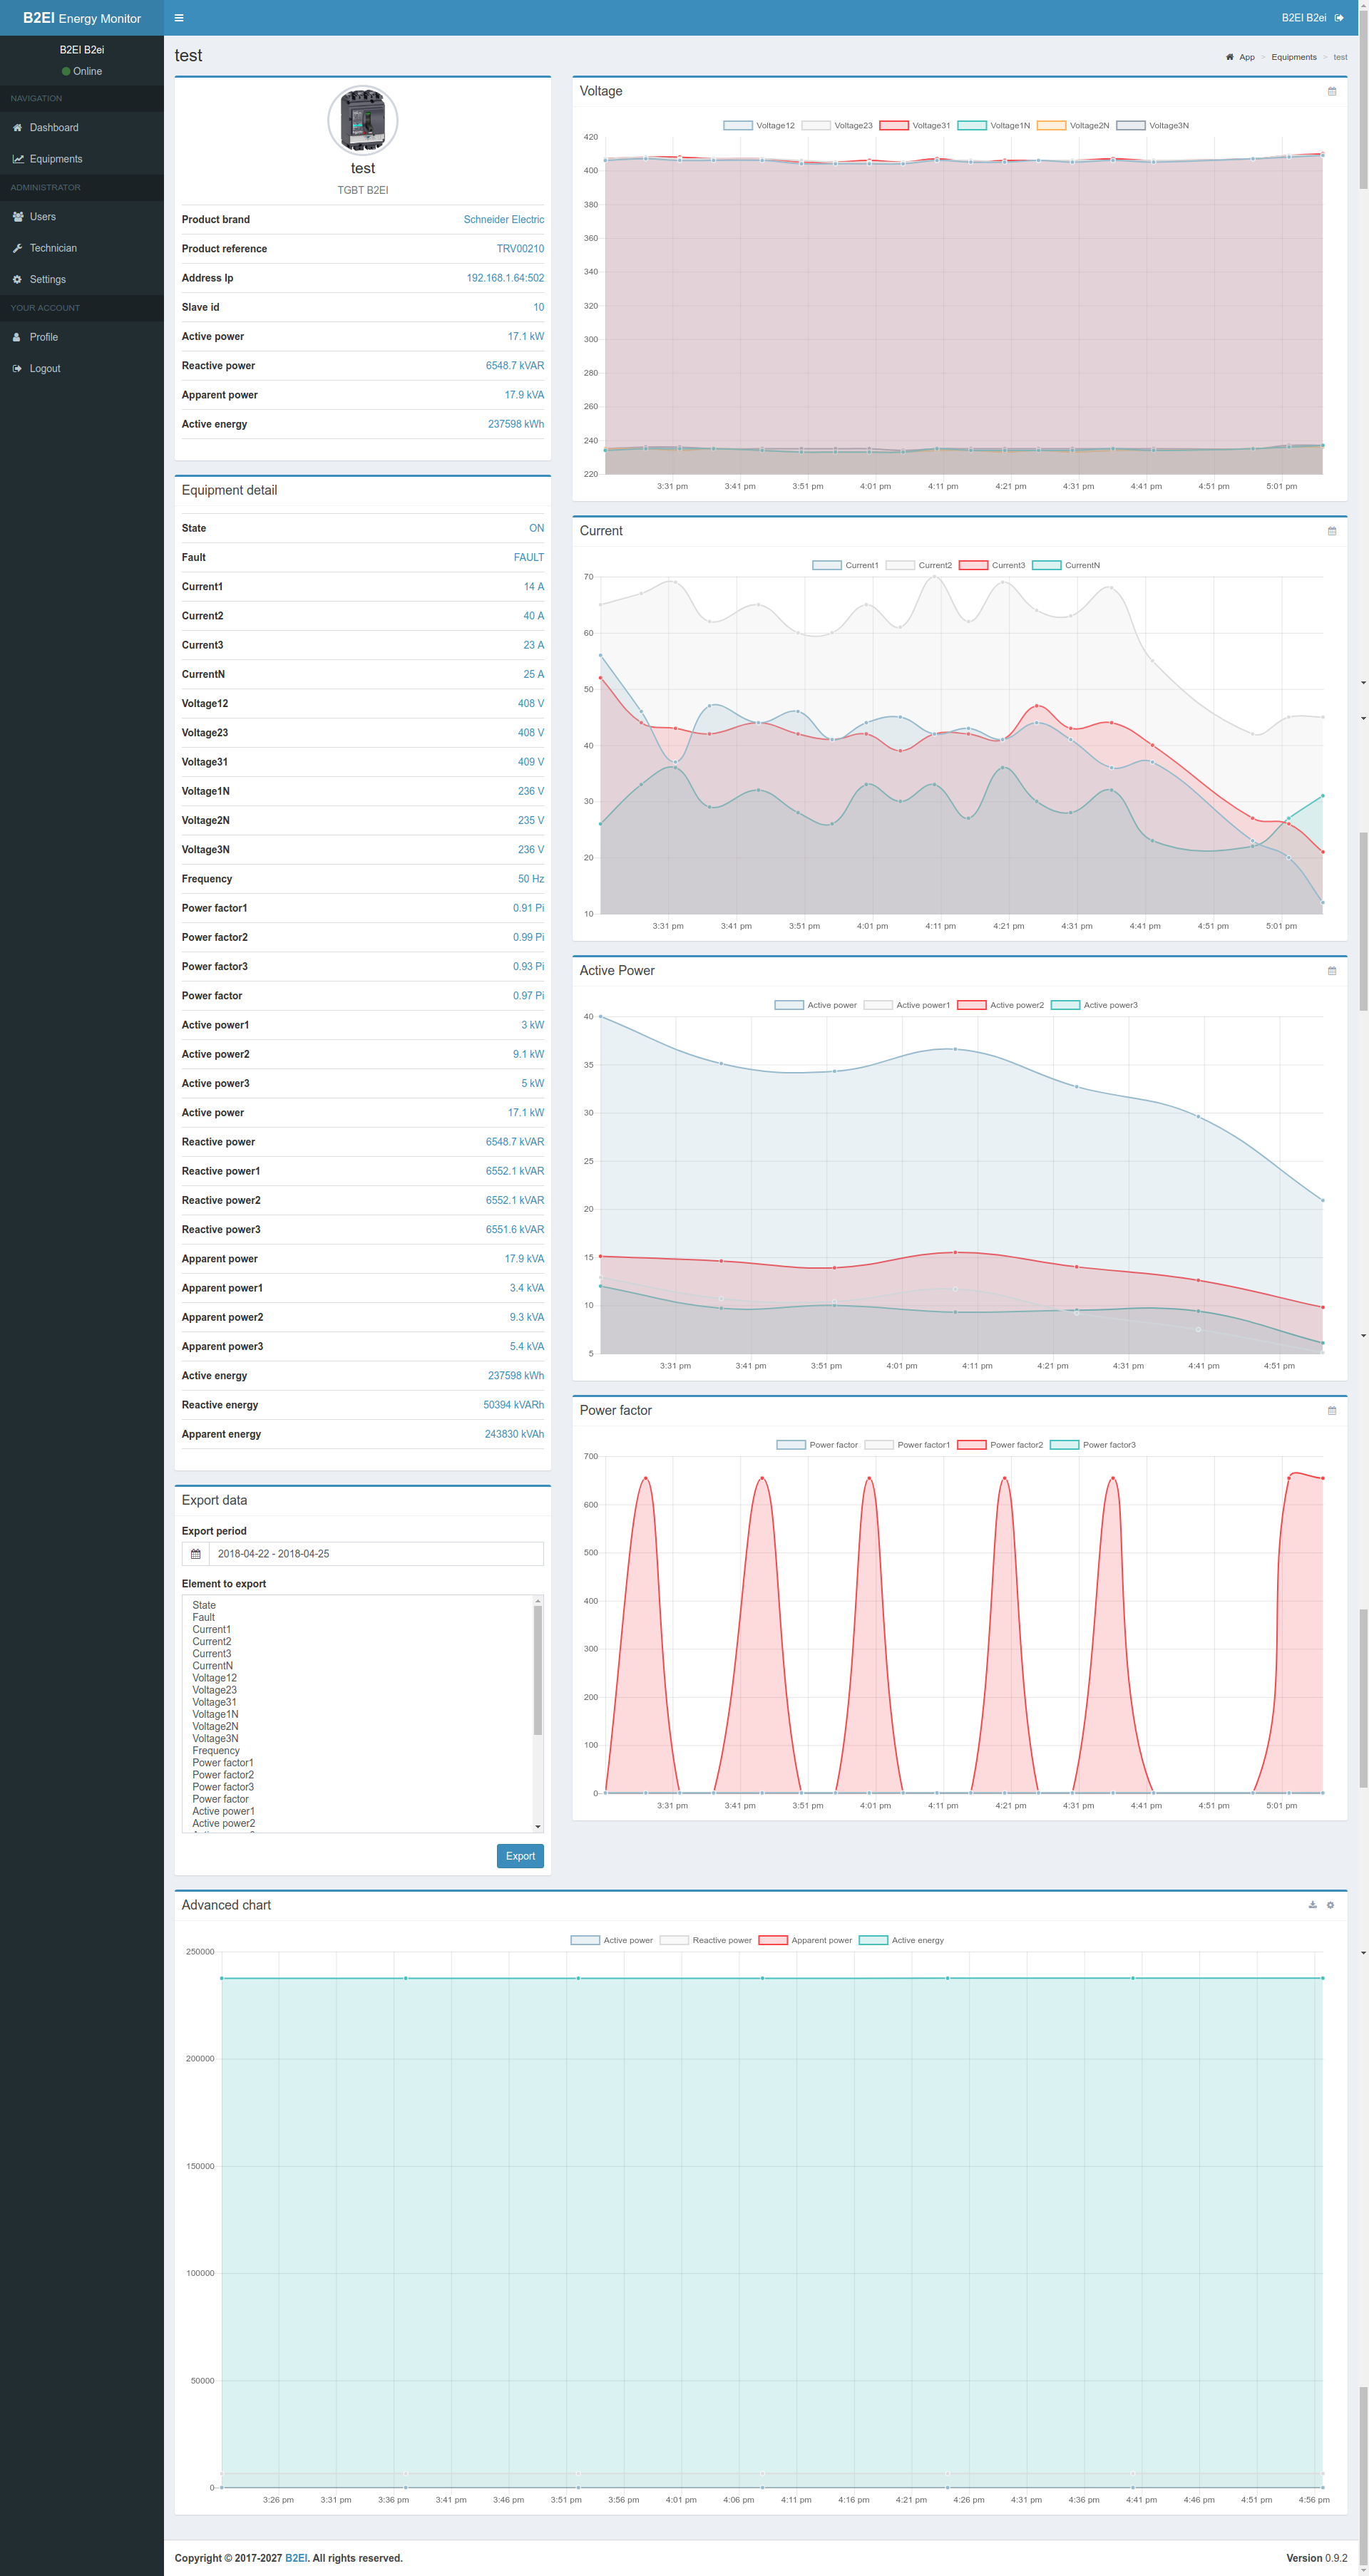 B2EI Energy Monitor
B2EI B2ei
B2EI B2ei
Online
NAVIGATION
Dashboard
Equipments
ADMINISTRATOR
Users
Technician
Settings
YOUR ACCOUNT
Profile
Logout
test
App > Equipments > test
test
TGBT B2EI
Product brand Schneider Electric
Product reference TRV00210
Address Ip 192.168.1.64:502
Slave id 10
Active power 17.1 kW
Reactive power 6548.7 kVAR
Apparent power 17.9 kVA
Active energy 237598 kWh
Equipment detail
State ON
Fault FAULT
Current1 14 A
Current2 40 A
Current3 23 A
CurrentN 25 A
Voltage12 408 V
Voltage23 408 V
Voltage31 409 V
Voltage1N 236 V
Voltage2N 235 V
Voltage3N 236 V
Frequency 50 Hz
Power factor1 0.91 Pi
Power factor2 0.99 Pi
Power factor3 0.93 Pi
Power factor 0.97 Pi
Active power1 3 kW
Active power2 9.1 kW
Active power3 5 kW
Active power 17.1 kW
Reactive power 6548.7 kVAR
Reactive power1 6552.1 kVAR
Reactive power2 6552.1 kVAR
Reactive power3 6551.6 kVAR
Apparent power 17.9 kVA
Apparent power1 3.4 kVA
Apparent power2 9.3 kVA
Apparent power3 5.4 kVA
Active energy 237598 kWh
Reactive energy 50394 kVARh
Apparent energy 243830 kVAh
Export data
Export period
2018-04-22 - 2018-04-25
Element to export
State
Fault
Current1
Current2
Current3
CurrentN
Voltage12
Voltage23
Voltage31
Voltage1N
Voltage2N
Voltage3N
Frequency
Power factor1
Power factor2
Power factor3
Power factor
Active power1
Active power2
Export
Voltage
Voltage12 Voltage23 Voltage31 Voltage1N Voltage2N Voltage3N
420
400
380
360
340
320
300
280
260
240
220
3:31 pm 3:41 pm 3:51 pm 4:01 pm 4:11 pm 4:21 pm 4:31 pm 4:41 pm 4:51 pm 5:01 pm
Current
Current1 Current2 Current3 CurrentN
70
60
50
40
30
20
10
3:31 pm 3:41 pm 3:51 pm 4:01 pm 4:11 pm 4:21 pm 4:31 pm 4:41 pm 4:51 pm 5:01 pm
Active Power
Active power Active power1 Active power2 Active power3
40
35
30
25
20
15
10
5
3:31 pm 3:41 pm 3:51 pm 4:01 pm 4:11 pm 4:21 pm 4:31 pm 4:41 pm 4:51 pm
Power factor
Power factor Power factor1 Power factor2 Power factor3
700
600
500
400
300
200
100
0
3:31 pm 3:41 pm 3:51 pm 4:01 pm 4:11 pm 4:21 pm 4:31 pm 4:41 pm 4:51 pm 5:01 pm
Advanced chart
Active power Reactive power Apparent power Active energy
250000
200000
150000
100000
50000
0
3:26 pm 3:31 pm 3:36 pm 3:41 pm 3:46 pm 3:51 pm 3:56 pm 4:01 pm 4:06 pm 4:11 pm 4:16 pm 4:21 pm 4:26 pm 4:31 pm 4:36 pm 4:41 pm 4:46 pm 4:51 pm 4:56 pm
Copyright © 2017-2027 B2EI. All rights reserved.
Version 0.9.2